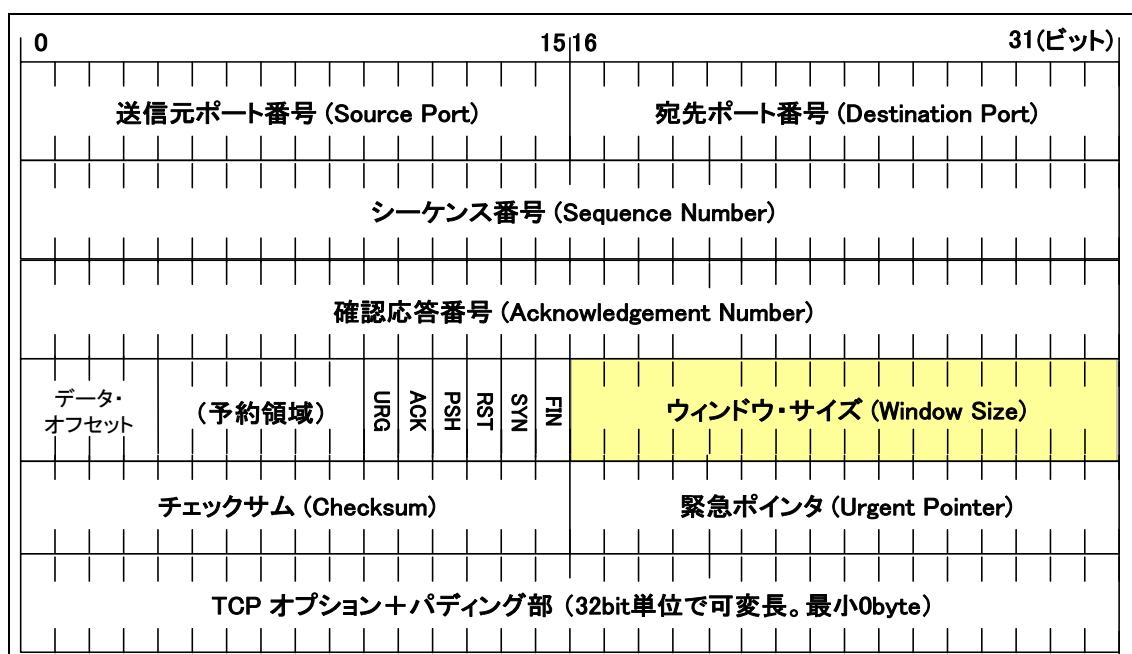 0 15 16 31(ビット)
送信元ポート番号 (Source Port) 宛先ポート番号 (Destination Port)
シーケンス番号 (Sequence Number)
確認応答番号 (Acknowledgement Number)
データ・
オフセット
(予約領域)
URG
ACK
PSH
RST
SYN
FIN
ウィンドウ・サイズ (Window Size)
チェックサム (Checksum) 緊急ポインタ (Urgent Pointer)
TCP オプション＋パディング部 (32bit単位で可変長。最小0byte)